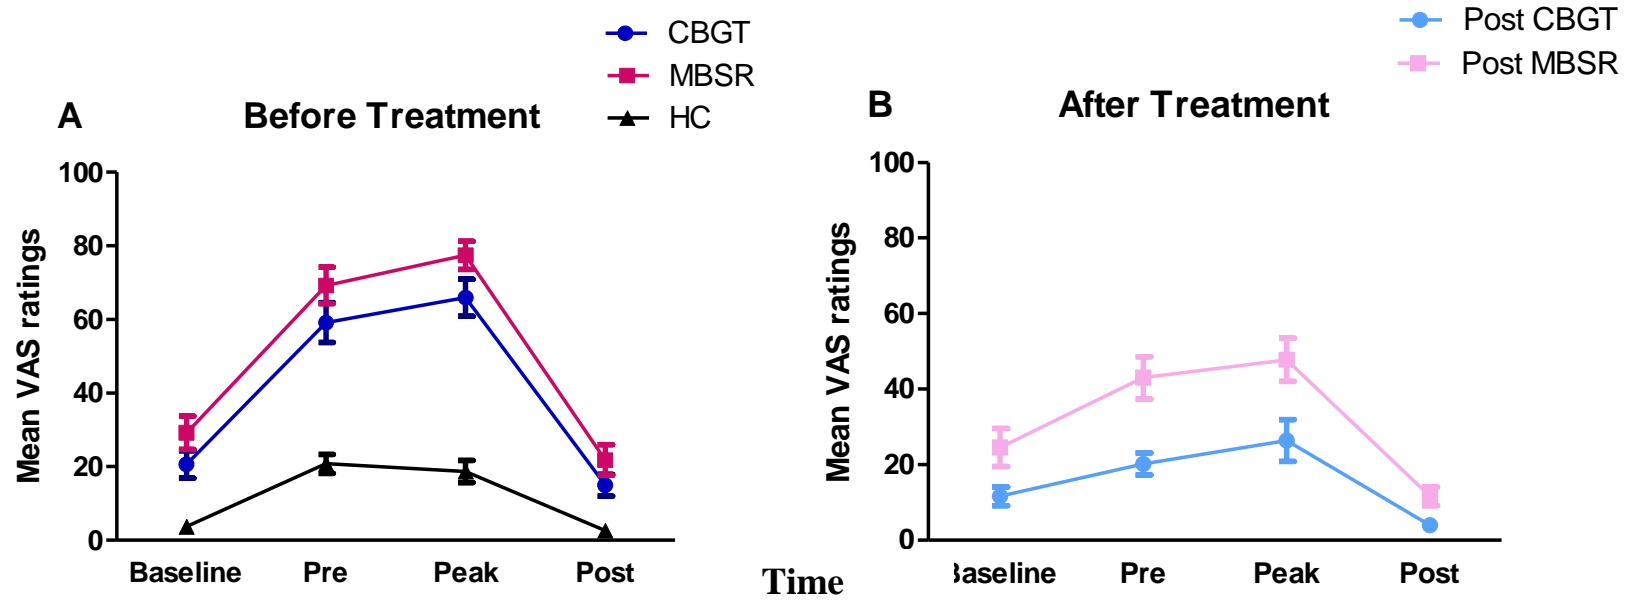 CBGT
MBSR
HC
A
Before Treatment
100
80
60
40
20
0
Mean VAS ratings
Baseline
Pre
Peak
Post
Time
Post CBGT
Post MBSR
B
After Treatment
100
80
60
40
20
0
Mean VAS ratings
Baseline
Pre
Peak
Post